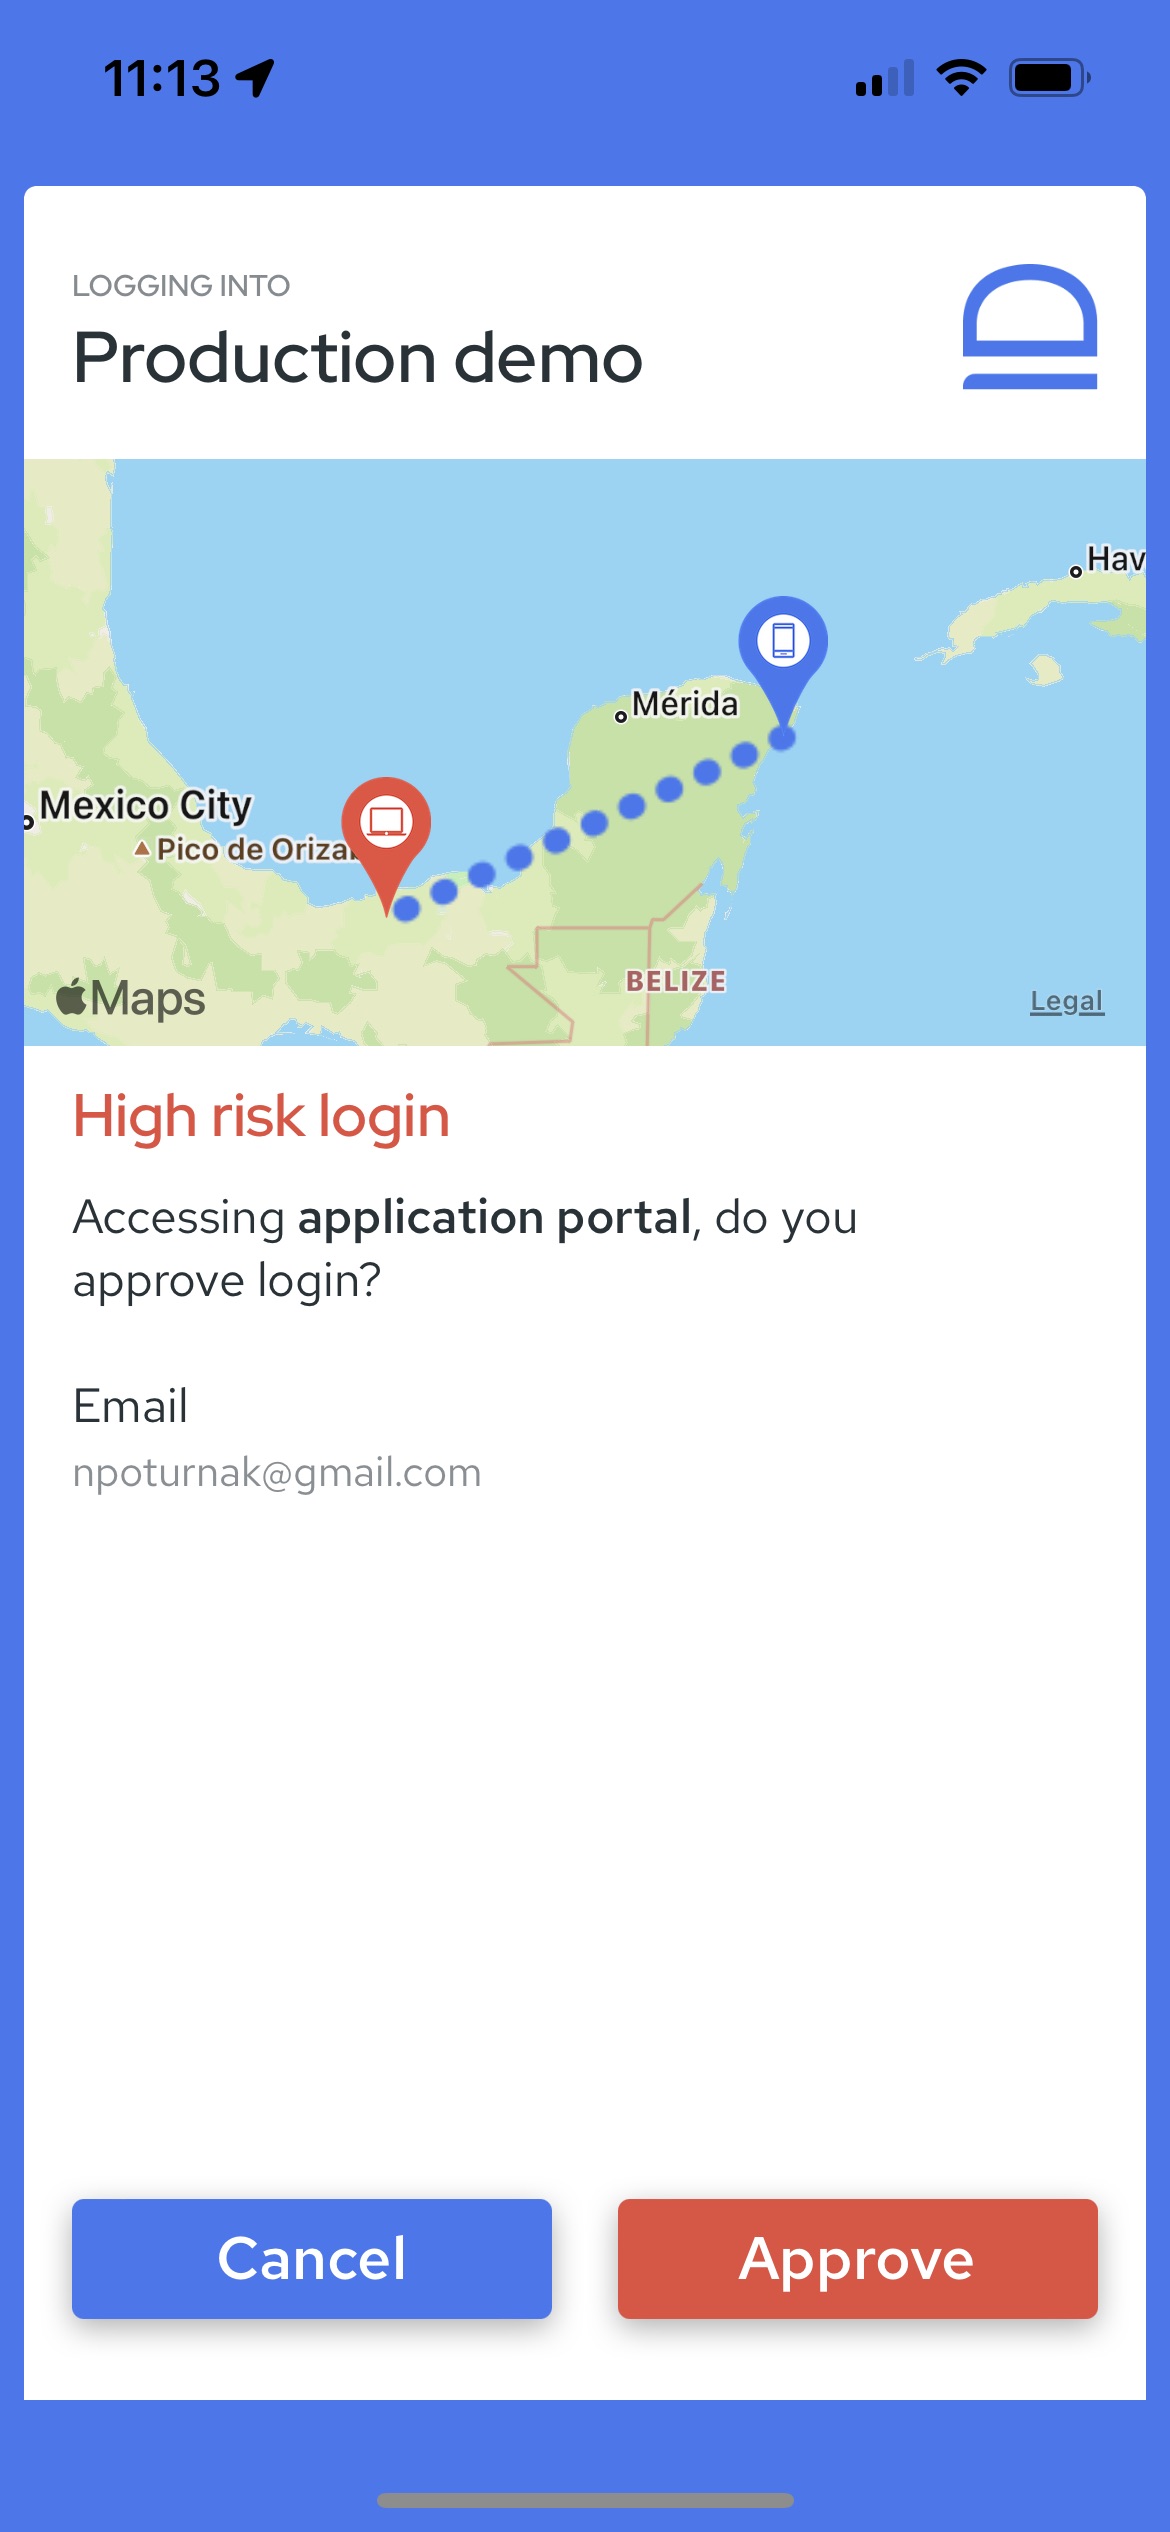 11:13
LOGGING INTO
Production demo
Hav
Mérida
Mexico City
Pico de Orizab
BELIZE
Maps
Legal
High risk login
Accessing application portal, do you
approve login?
Email
npoturnak@gmail.com
Cancel
Approve